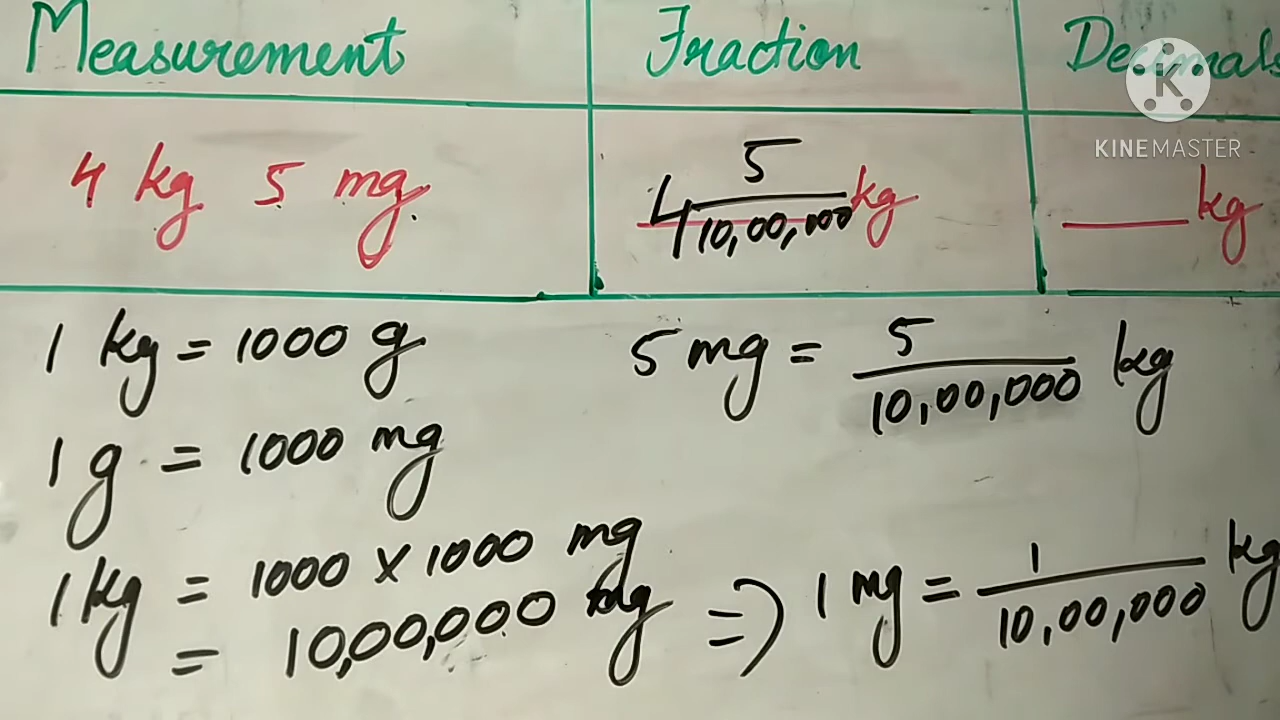 Measurement Fraction Decimals
K
KINEMASTER
4 kg 5 mg. 4 5/10,00,000 kg ___ kg
1 kg = 1000 g
5 mg = 5/10,00,000 kg
1 g = 1000 mg
1 kg = 1000 x 1000 mg
= 10,00,000 mg => 1 mg = 1/10,00,000 kg